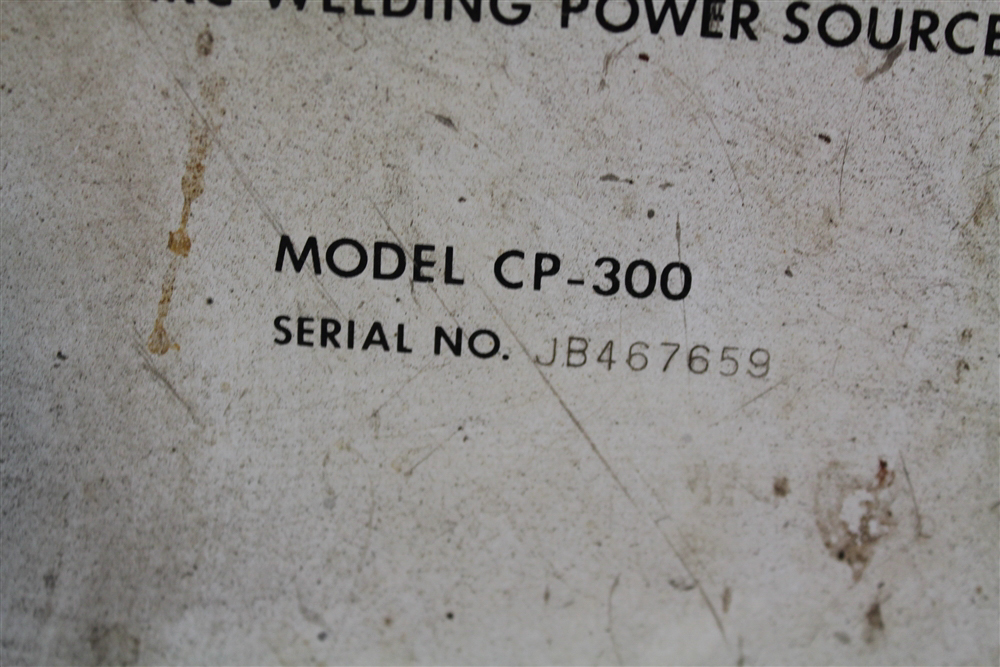 WELDING POWER SOURCE
MODEL CP-300
SERIAL NO. JB467659